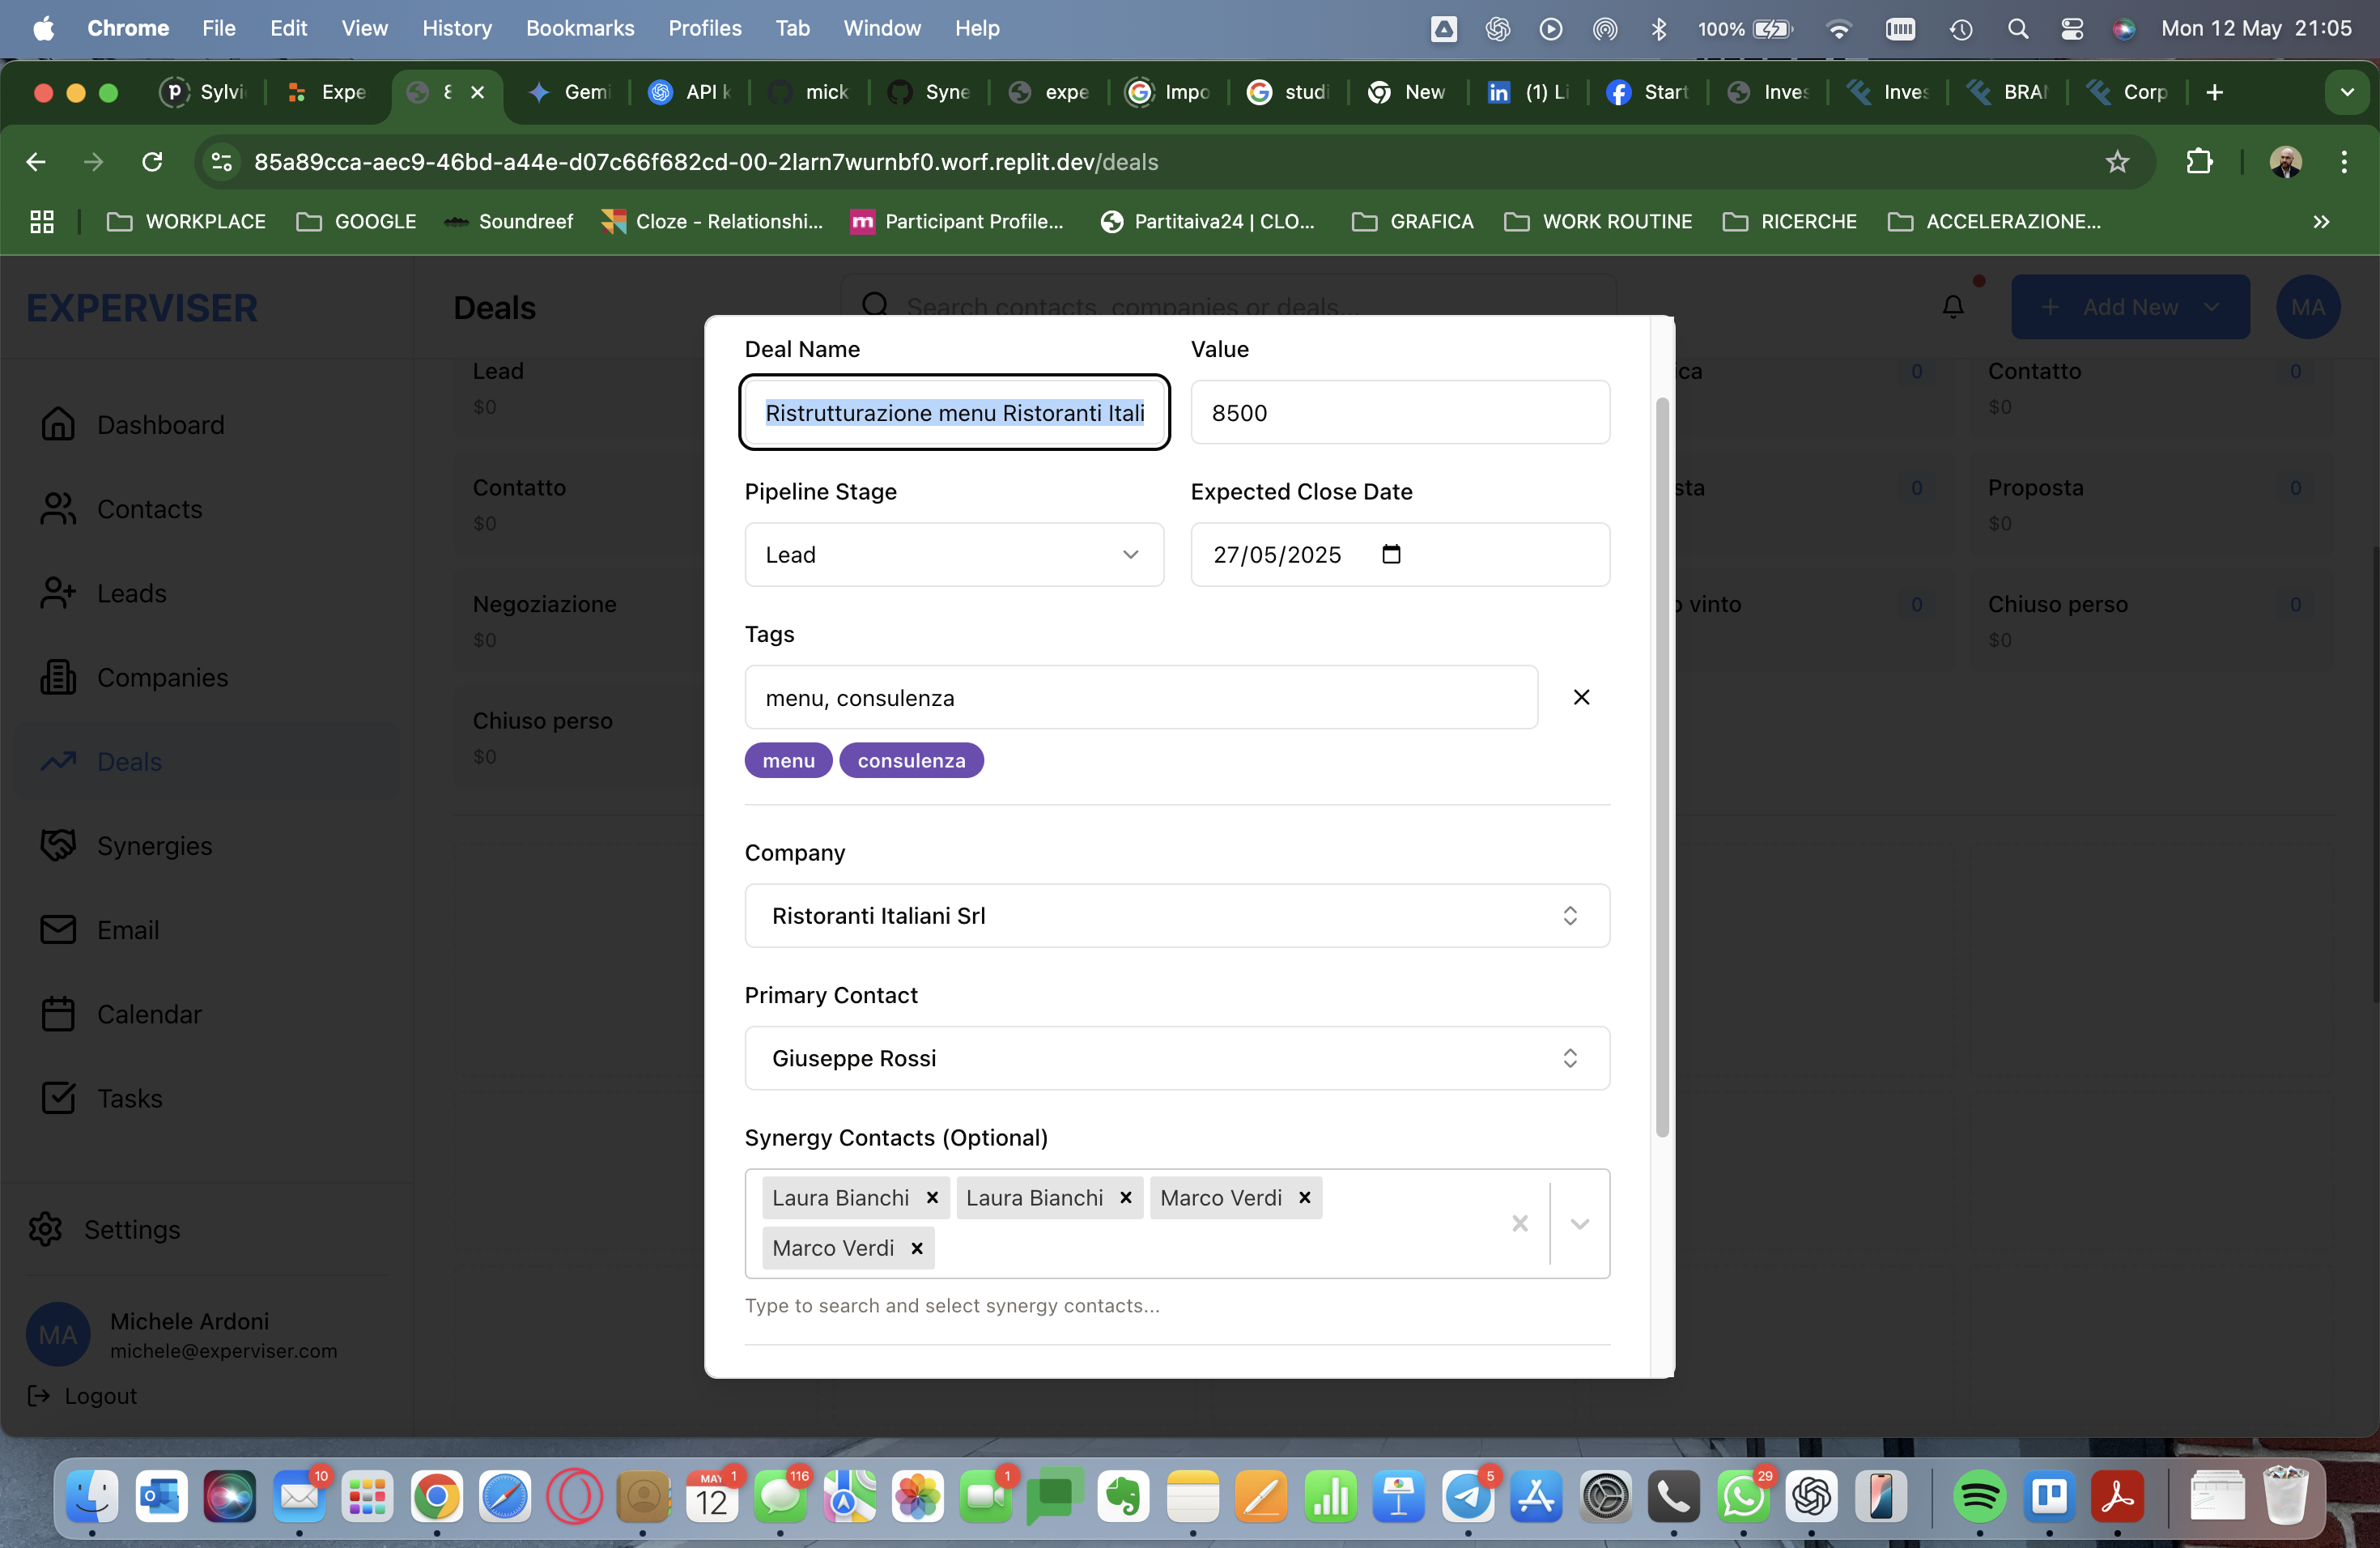 Chrome File Edit View History Bookmarks Profiles Tab Window Help 100% Mon 12 May 21:05
Sylvi Expe Gemi API k mick Syne expe Impo studi New (1) Li Start Inves Inves BRAN Corp
85a89cca-aec9-46bd-a44e-d07c66f682cd-00-2larn7wurnbf0.worf.replit.dev/deals
WORKPLACE GOOGLE Soundreef Cloze - Relationshi... Participant Profile... Partitaiva24 | CLO... GRAFICA WORK ROUTINE RICERCHE ACCELERAZIONE...
EXPERVISER
Deals
Search contacts, companies or deals...
Add New
MA
Dashboard
Contacts
Leads
Companies
Deals
Synergies
Email
Calendar
Tasks
Settings
MA
Michele Ardoni
michele@experviser.com
Logout
Lead
$0
Contatto
$0
Negoziazione
$0
Chiuso perso
$0
Deal Name
Ristrutturazione menu Ristoranti Itali
Value
8500
Pipeline Stage
Lead
Expected Close Date
27/05/2025
Tags
menu, consulenza
menu consulenza
Company
Ristoranti Italiani Srl
Primary Contact
Giuseppe Rossi
Synergy Contacts (Optional)
Laura Bianchi Laura Bianchi Marco Verdi
Marco Verdi
Type to search and select synergy contacts...
ca 0
sta 0
vinto 0
Contatto 0
$0
Proposta 0
$0
Chiuso perso 0
$0
10
MAY 1
12
116
1
5
29